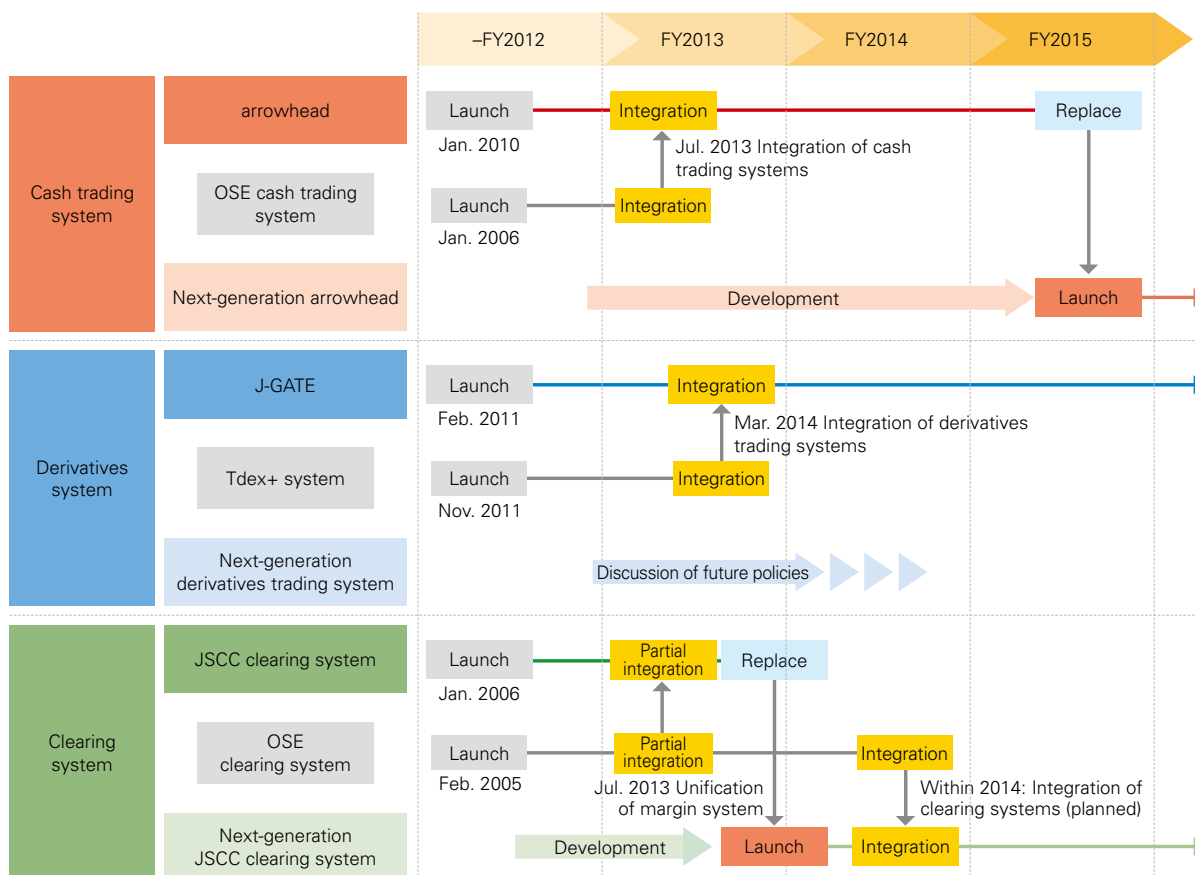 –FY2012
FY2013
FY2014
FY2015
Cash trading
system
arrowhead
Launch
Jan. 2010
Integration
Replace
Jul. 2013 Integration of cash
trading systems
OSE cash trading
system
Launch
Jan. 2006
Integration
Next-generation arrowhead
Development
Launch
Derivatives
system
J-GATE
Launch
Feb. 2011
Integration
Mar. 2014 Integration of derivatives
trading systems
Tdex+ system
Launch
Nov. 2011
Integration
Next-generation
derivatives trading system
Discussion of future policies
Clearing
system
JSCC clearing system
Launch
Jan. 2006
Partial
integration
Replace
OSE
clearing system
Launch
Feb. 2005
Partial
integration
Integration
Jul. 2013 Unification
of margin system
Within 2014: Integration of
clearing systems (planned)
Next-generation
JSCC clearing system
Development
Launch
Integration